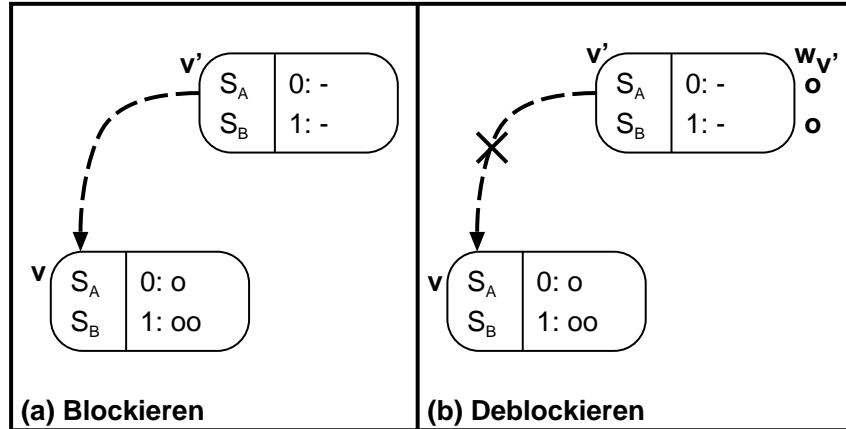 v’
S_A 0: -
S_B 1: -
v
S_A 0: o
S_B 1: oo
(a) Blockieren
v’ w_v’
S_A 0: - o
S_B 1: - o
v
S_A 0: o
S_B 1: oo
(b) Deblockieren